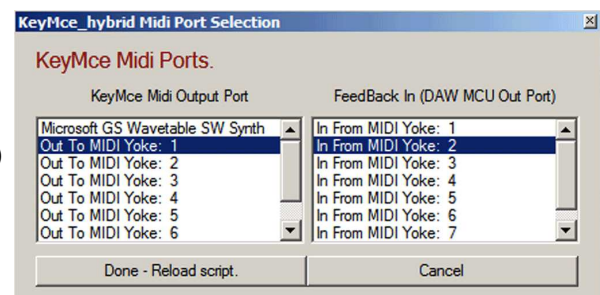 KeyMce_hybrid Midi Port Selection
KeyMce Midi Ports.
KeyMce Midi Output Port
Microsoft GS Wavetable SW Synth
Out To MIDI Yoke: 1
Out To MIDI Yoke: 2
Out To MIDI Yoke: 3
Out To MIDI Yoke: 4
Out To MIDI Yoke: 5
Out To MIDI Yoke: 6
FeedBack In (DAW MCU Out Port)
In From MIDI Yoke: 1
In From MIDI Yoke: 2
In From MIDI Yoke: 3
In From MIDI Yoke: 4
In From MIDI Yoke: 5
In From MIDI Yoke: 6
In From MIDI Yoke: 7
Done - Reload script.
Cancel